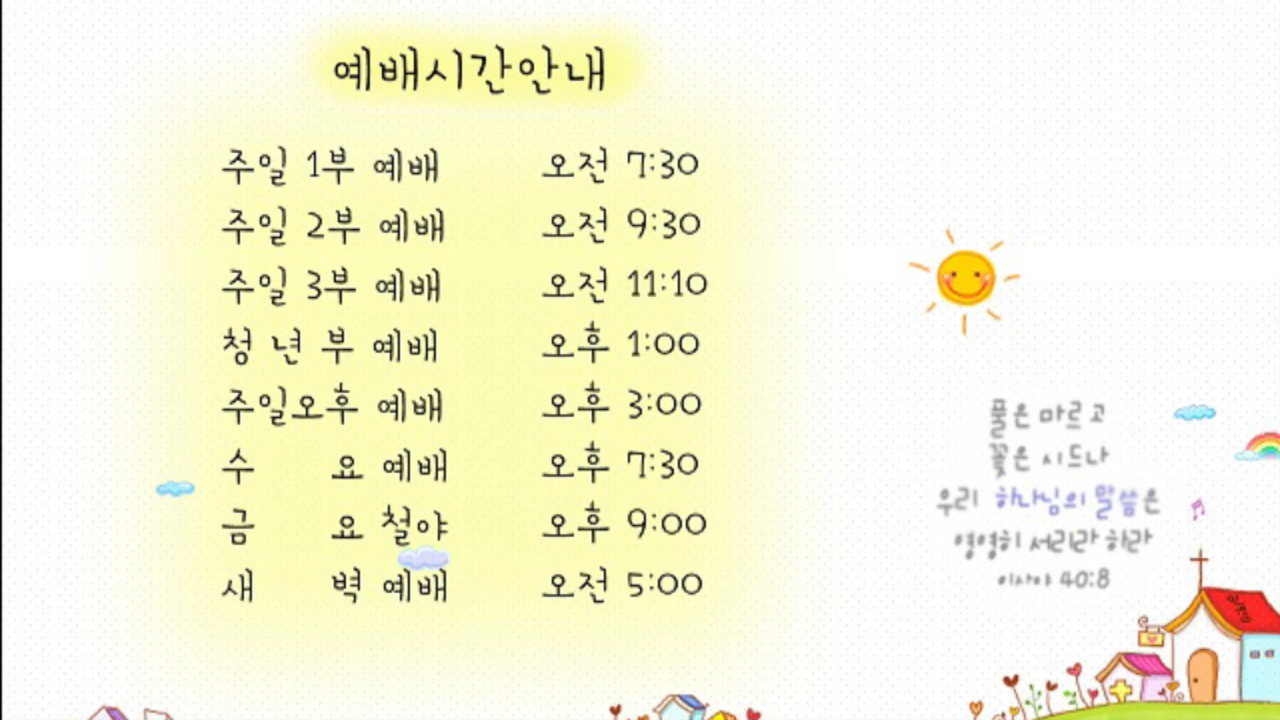 예배시간안내
주일 1부 예배 오전 7:30
주일 2부 예배 오전 9:30
주일 3부 예배 오전 11:10
청 년 부 예배 오후 1:00
주일오후 예배 오후 3:00
수 요 예배 오후 7:30
금 요 철야 오후 9:00
새 벽 예배 오전 5:00
풀은 마르고
꽃은 시드나
우리 하나님의 말씀은
영영히 서리라 하라
이사야 40:8